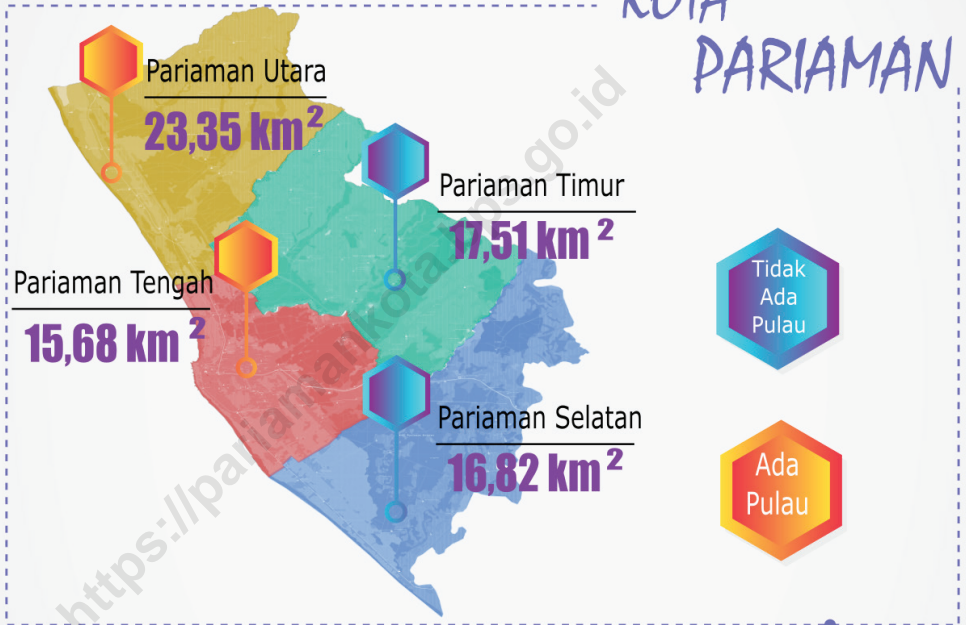 KOTA
PARIAMAN
Pariaman Utara
23,35 km²
Pariaman Timur
17,51 km²
Pariaman Tengah
15,68 km²
Pariaman Selatan
16,82 km²
Tidak
Ada
Pulau
Ada
Pulau
https://pariamankota.bps.go.id